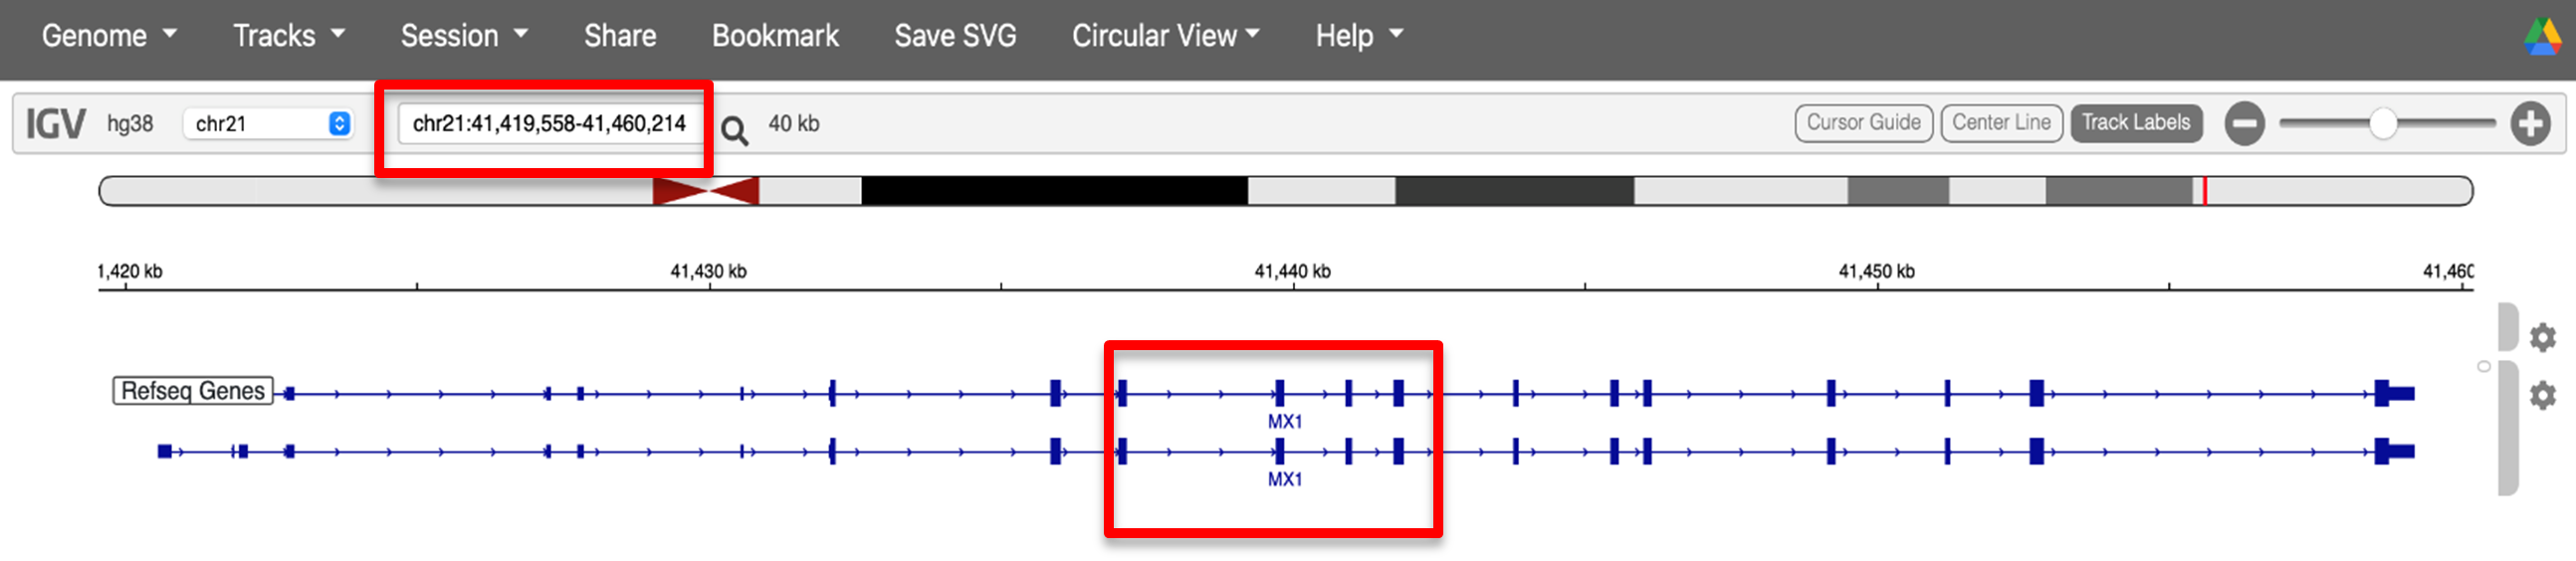 Genome Tracks Session Share Bookmark Save SVG Circular View Help
IGV hg38 chr21 chr21:41,419,558-41,460,214 40 kb Cursor Guide Center Line Track Labels
1,420 kb 41,430 kb 41,440 kb 41,450 kb 41,460
Refseq Genes
MX1
MX1